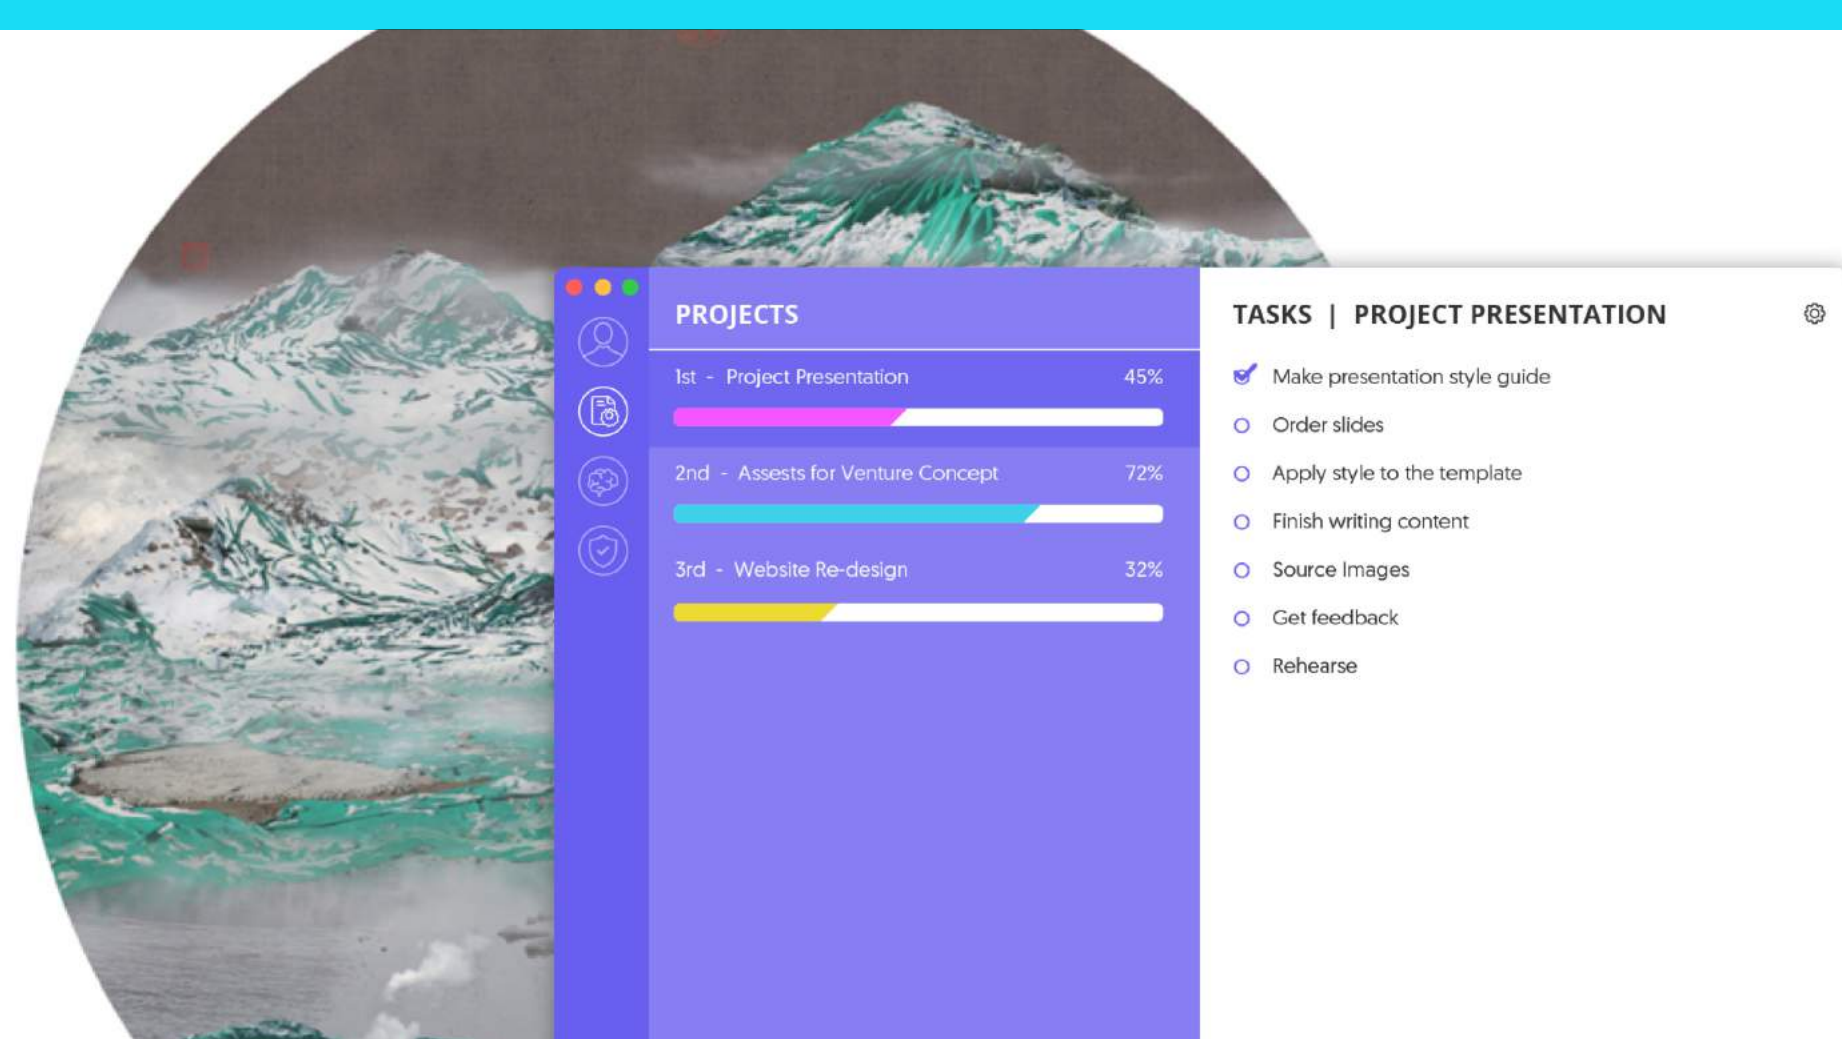 PROJECTS
1st - Project Presentation 45%
2nd - Assests for Venture Concept 72%
3rd - Website Re-design 32%
TASKS | PROJECT PRESENTATION
Make presentation style guide
Order slides
Apply style to the template
Finish writing content
Source Images
Get feedback
Rehearse